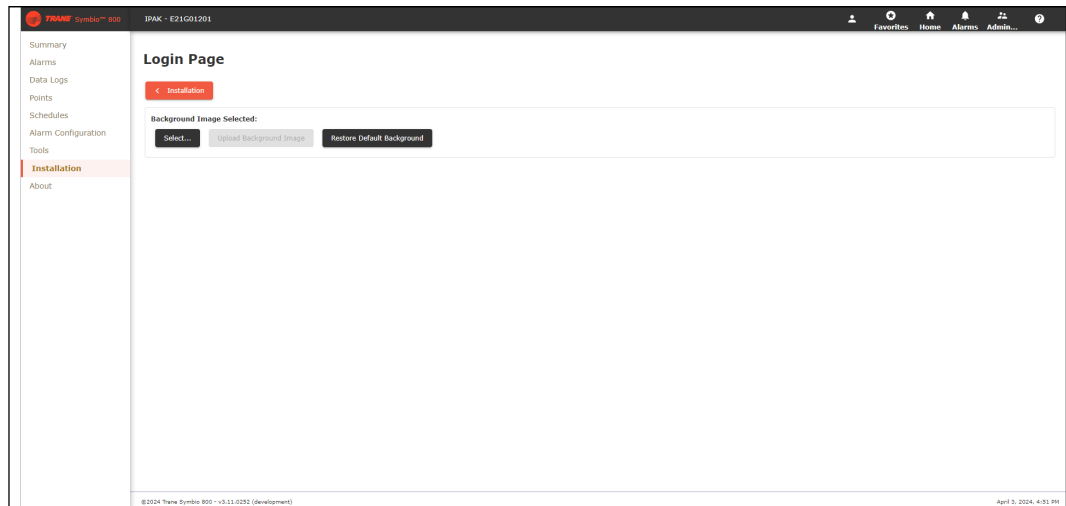 TRANE Symbio™ 800
IPAK - E21G01201
Favorites Home Alarms Admin...
Summary
Alarms
Data Logs
Points
Schedules
Alarm Configuration
Tools
Installation
About
Login Page
< Installation
Background Image Selected:
Select... Upload Background Image Restore Default Background
©2024 Trane Symbio 800 - v3.11.0252 (development)
April 3, 2024, 4:51 PM